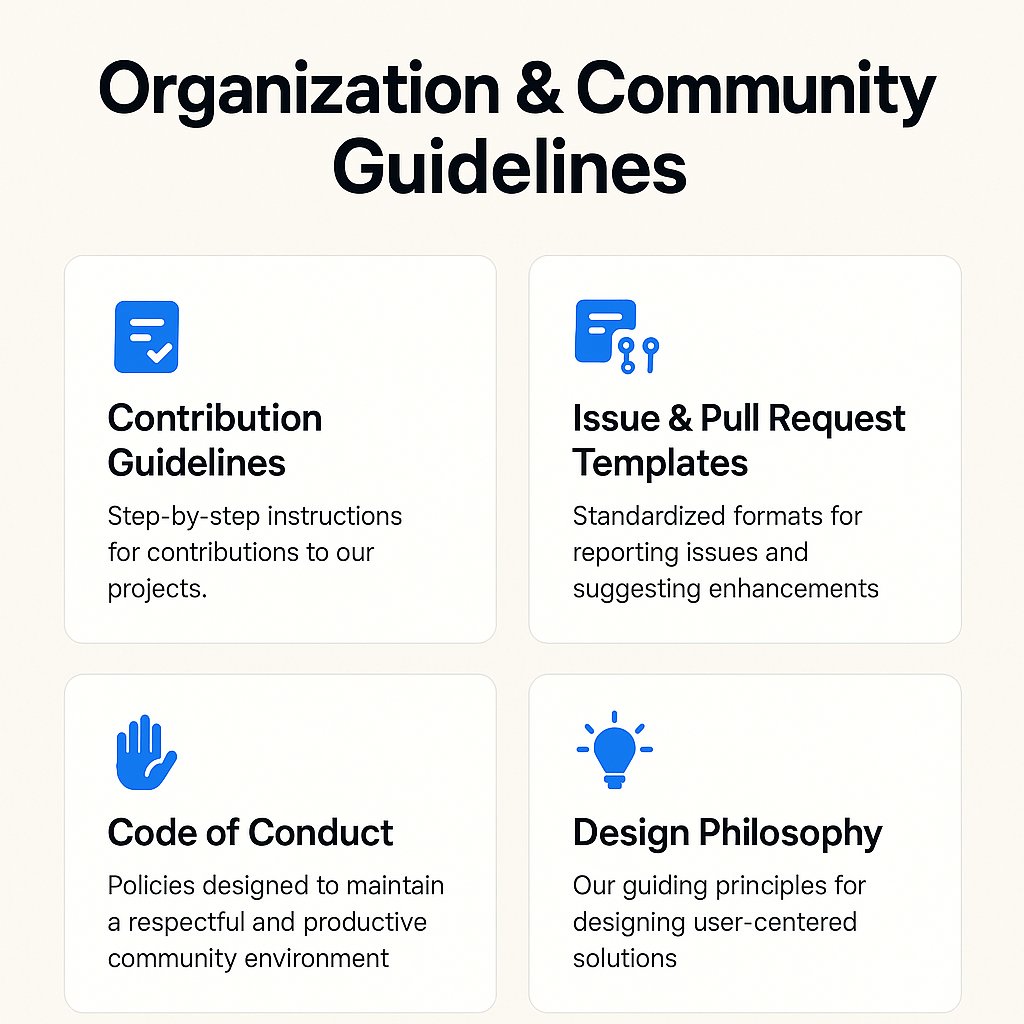 Organization & Community
Guidelines
Contribution
Guidelines
Step-by-step instructions
for contributions to our
projects.
Issue & Pull Request
Templates
Standardized formats for
reporting issues and
suggesting enhancements
Code of Conduct
Policies designed to maintain
a respectful and productive
community environment
Design Philosophy
Our guiding principles for
designing user-centered
solutions